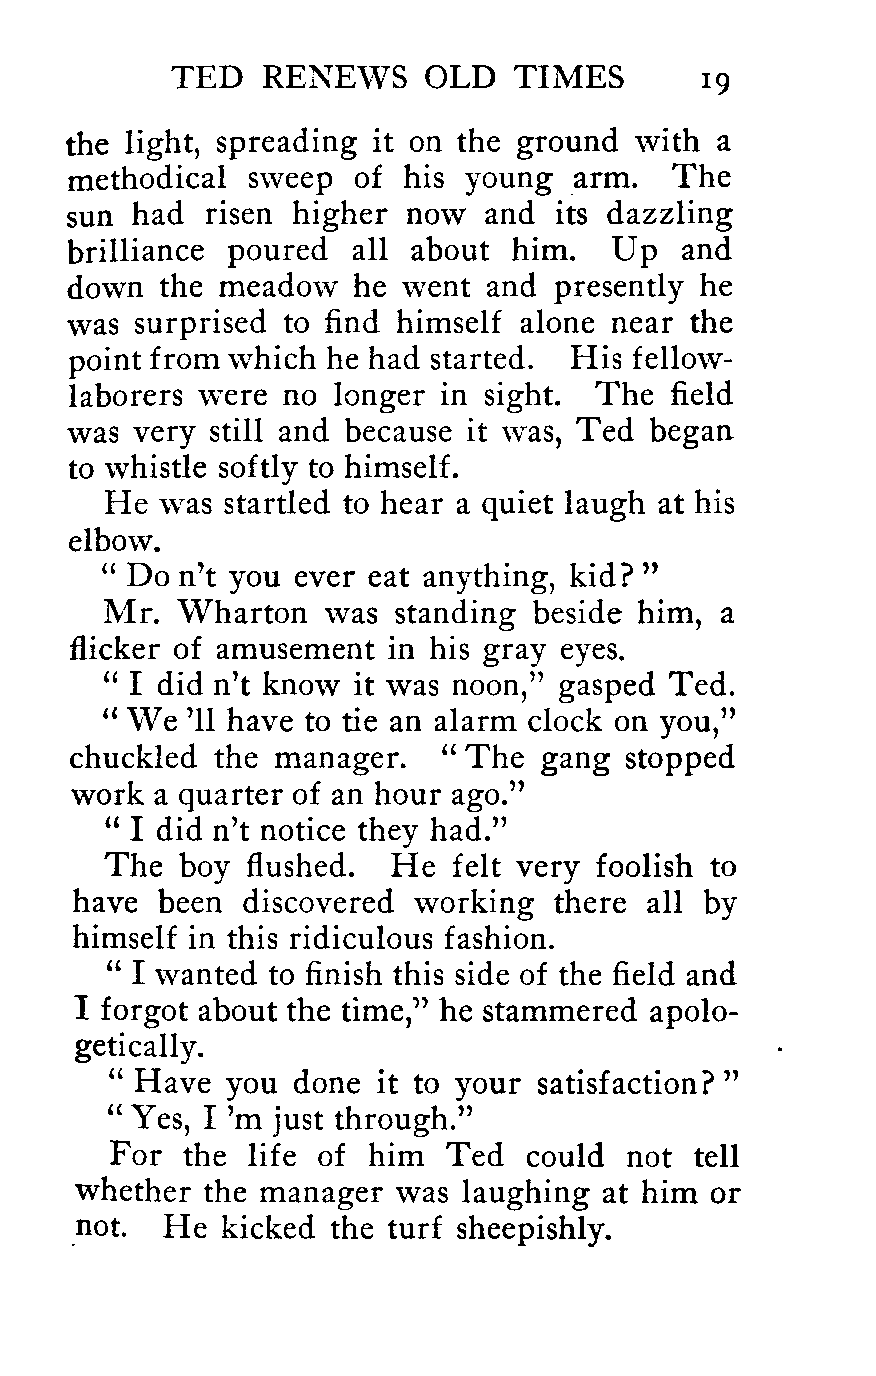 TED RENEWS OLD TIMES 19
the light, spreading it on the ground with a
methodical sweep of his young arm. The
sun had risen higher now and its dazzling
brilliance poured all about him. Up and
down the meadow he went and presently he
was surprised to find himself alone near the
point from which he had started. His fellow-
laborers were no longer in sight. The field
was very still and because it was, Ted began
to whistle softly to himself.
He was startled to hear a quiet laugh at his
elbow.
" Do n't you ever eat anything, kid? "
Mr. Wharton was standing beside him, a
flicker of amusement in his gray eyes.
" I did n't know it was noon," gasped Ted.
" We 'll have to tie an alarm clock on you,"
chuckled the manager. " The gang stopped
work a quarter of an hour ago."
" I did n't notice they had."
The boy flushed. He felt very foolish to
have been discovered working there all by
himself in this ridiculous fashion.
" I wanted to finish this side of the field and
I forgot about the time," he stammered apolo-
getically.
" Have you done it to your satisfaction? "
" Yes, I 'm just through."
For the life of him Ted could not tell
whether the manager was laughing at him or
not. He kicked the turf sheepishly.